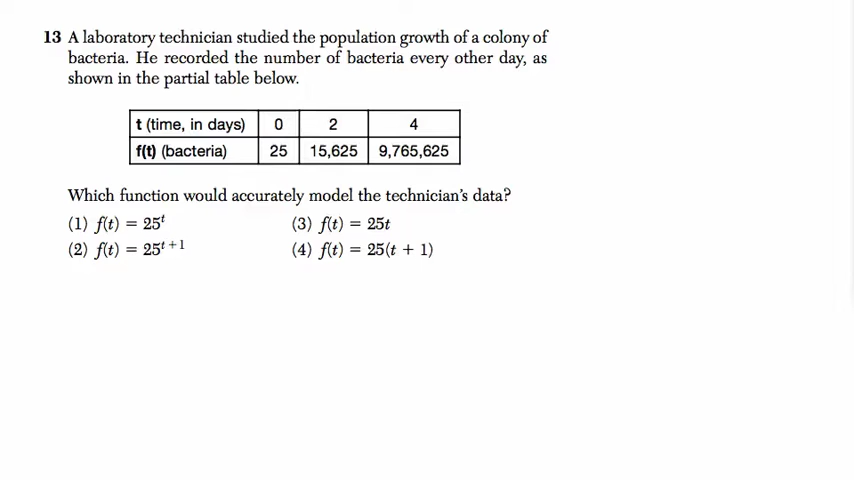 13 A laboratory technician studied the population growth of a colony of
bacteria. He recorded the number of bacteria every other day, as
shown in the partial table below.
t (time, in days) 0 2 4
f(t) (bacteria) 25 15,625 9,765,625
Which function would accurately model the technician's data?
(1) f(t) = 25^t (3) f(t) = 25t
(2) f(t) = 25^(t + 1) (4) f(t) = 25(t + 1)